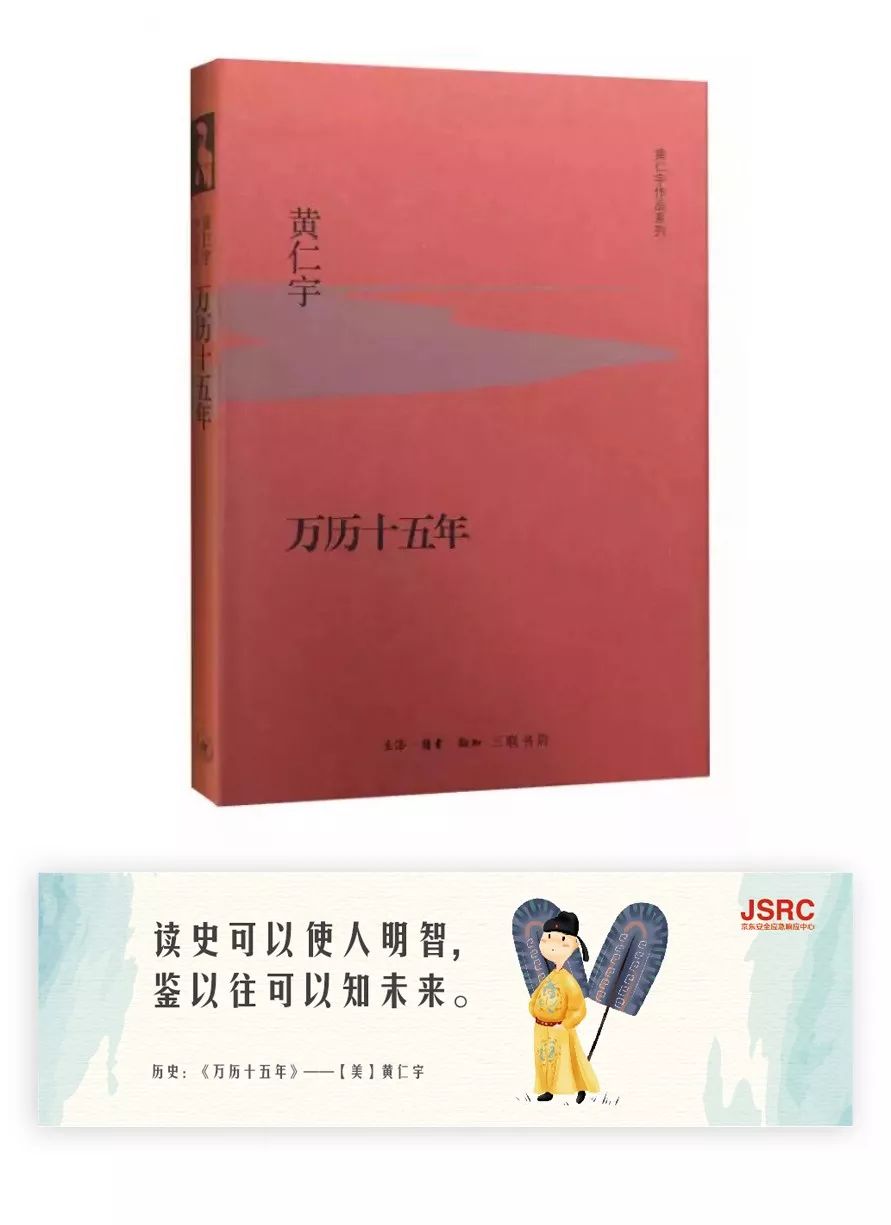 黄仁宇作品系列
黄仁宇
万历十五年
生活·读书·新知三联书店
黄仁宇
万历十五年
读史可以使人明智，
鉴以往可以知未来。
历史：《万历十五年》——【美】黄仁宇
JSRC
京东安全应急响应中心